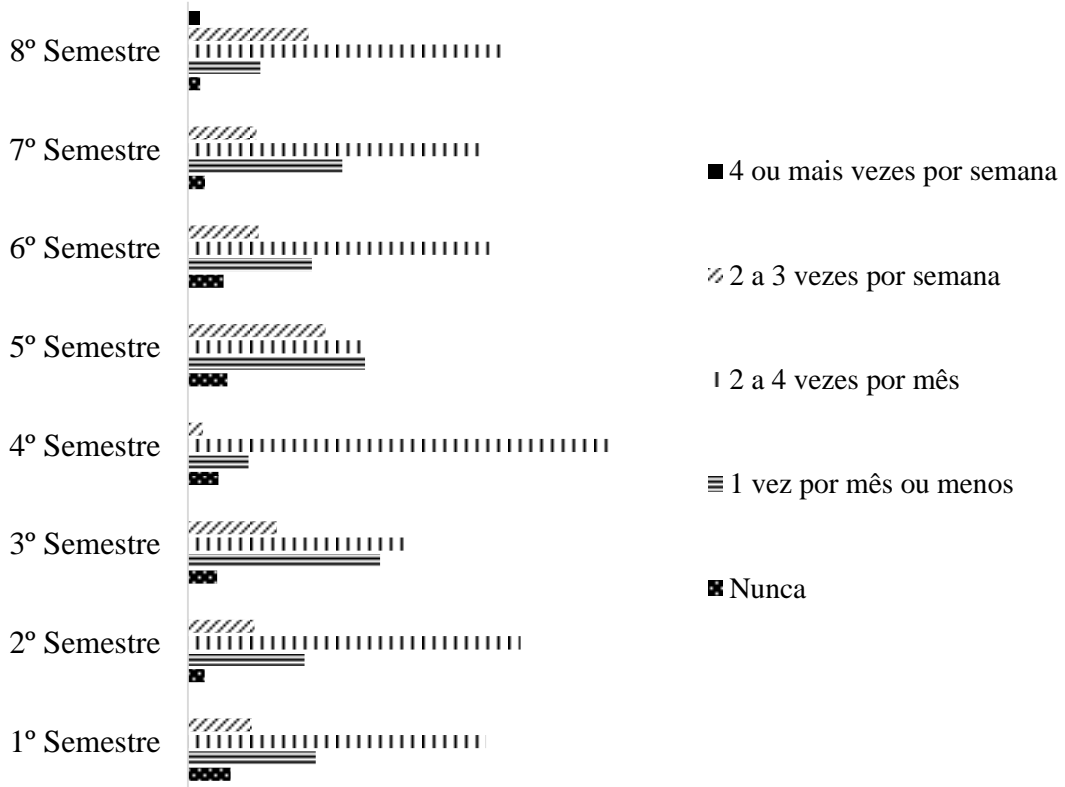 8º Semestre
7º Semestre
6º Semestre
5º Semestre
4º Semestre
3º Semestre
2º Semestre
1º Semestre
4 ou mais vezes por semana
2 a 3 vezes por semana
2 a 4 vezes por mês
1 vez por mês ou menos
Nunca